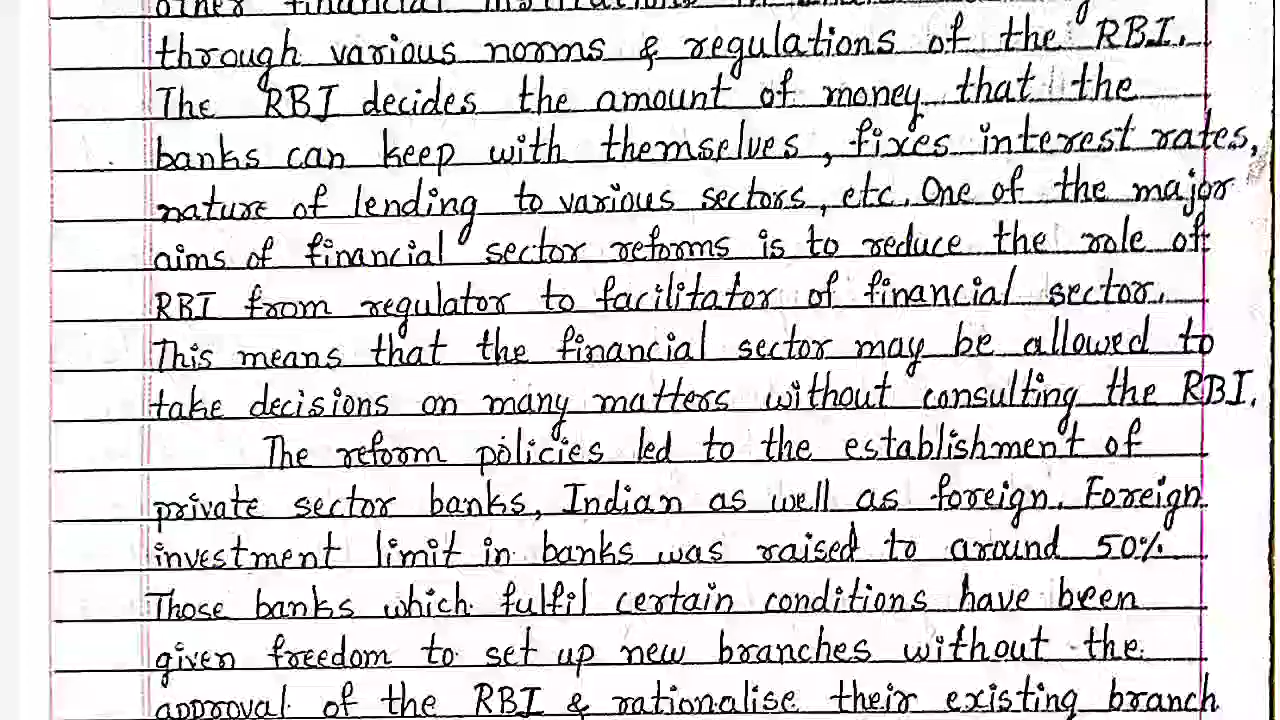 other financial institutions in
through various norms & regulations of the RBI.
The RBI decides the amount of money that the
banks can keep with themselves, fixes interest rates,
nature of lending to various sectors, etc. One of the major
aims of financial sector reforms is to reduce the role of
RBI from regulator to facilitator of financial sector.
This means that the financial sector may be allowed to
take decisions on many matters without consulting the RBI.
The reform policies led to the establishment of
private sector banks, Indian as well as foreign. Foreign
investment limit in banks was raised to around 50%
Those banks which fulfil certain conditions have been
given freedom to set up new branches without the
approval of the RBI & rationalise their existing branch